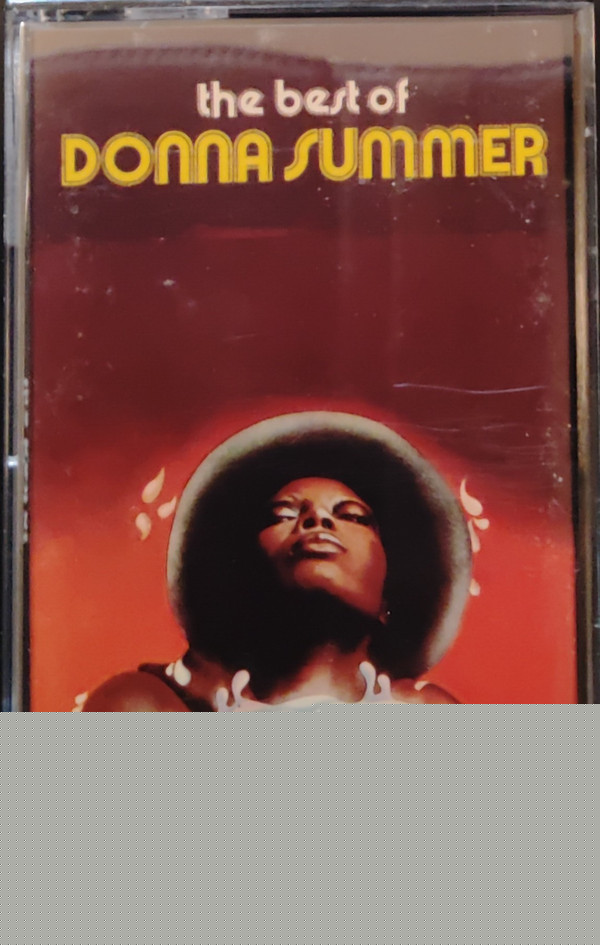 the best of
DONNA SUMMER